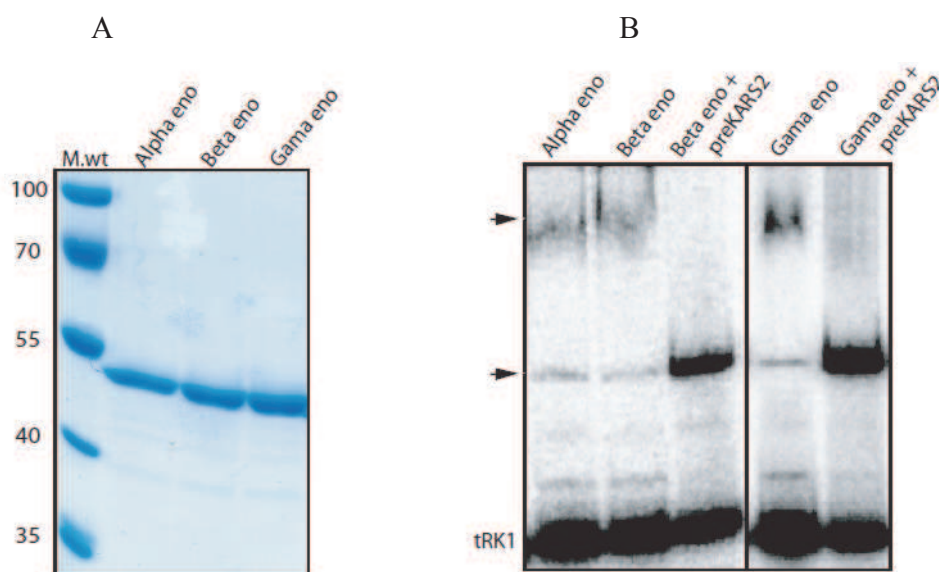 A
B
M.wt
Alpha eno
Beta eno
Gama eno
100
70
55
40
35
Alpha eno
Beta eno
Beta eno +
preKARS2
Gama eno
Gama eno +
preKARS2
tRK1